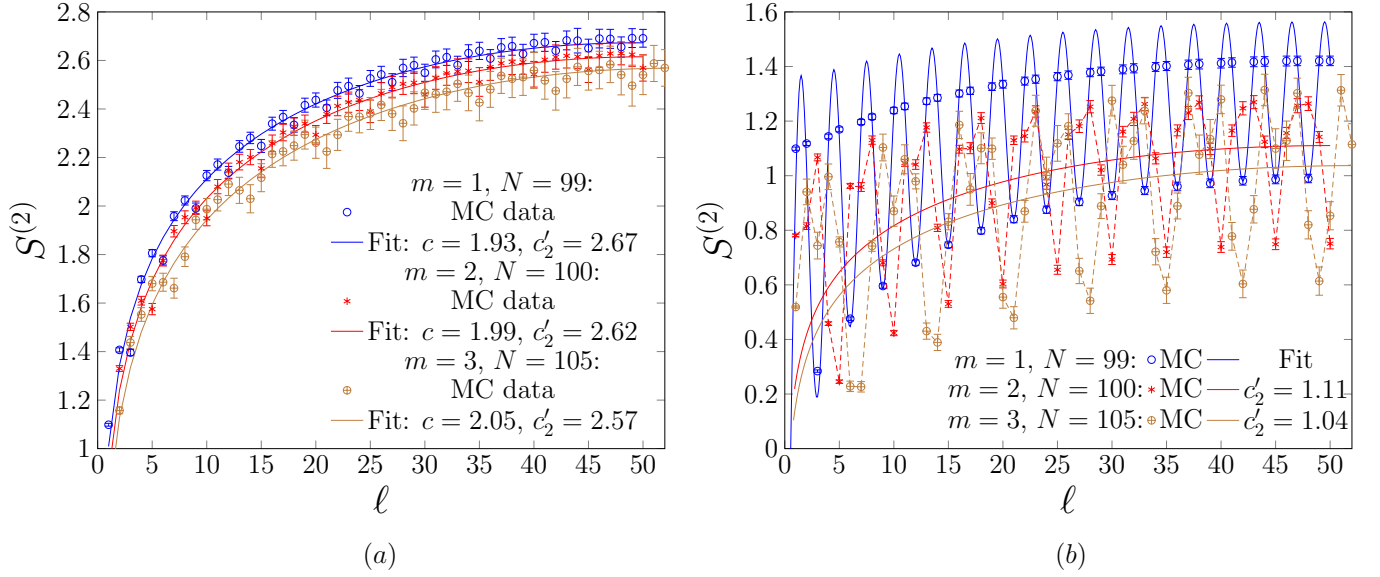 2.8
2.6
2.4
2.2
2
1.8
1.6
1.4
1.2
1
S^{(2)}
m = 1, N = 99:
MC data
Fit: c = 1.93, c′₂ = 2.67
m = 2, N = 100:
MC data
Fit: c = 1.99, c′₂ = 2.62
m = 3, N = 105:
MC data
Fit: c = 2.05, c′₂ = 2.57
0 5 10 15 20 25 30 35 40 45 50
ℓ
(a)
1.6
1.4
1.2
1
0.8
0.6
0.4
0.2
0
S^{(2)}
m = 1, N = 99: MC Fit
m = 2, N = 100: MC c′₂ = 1.11
m = 3, N = 105: MC c′₂ = 1.04
0 5 10 15 20 25 30 35 40 45 50
ℓ
(b)